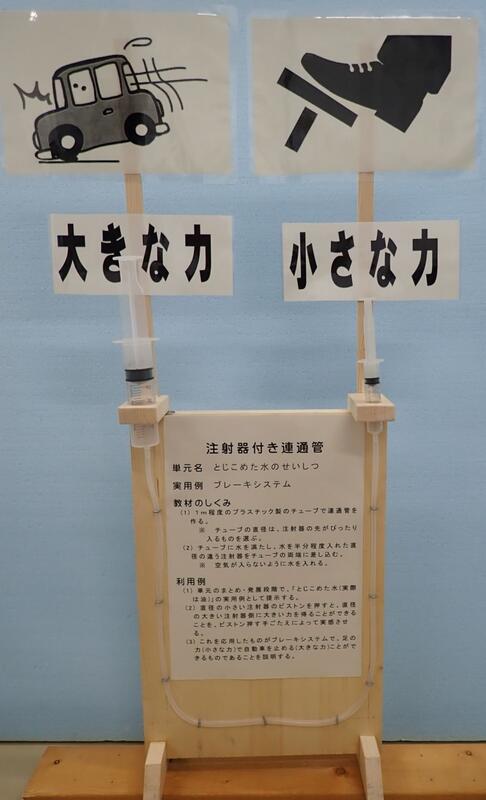 大きな力
小さな力
注射器付き連通管
単元名 とじこめた水のせいしつ
実用例 ブレーキシステム
教材のしくみ
(1) 1m程度のプラスチック製のチューブで連通管を
作る。
※ チューブの直径は、注射器の先がぴったり
入るものを選ぶ。
(2) チューブに水を満たし、水を半分程度入れた直
径の違う注射器をチューブの両端に差し込む。
※ 空気が入らないように水を入れる。
利用例
(1) 単元のまとめ・発展段階で、「とじこめた水(実際
は油)」の実用例として提示する。
(2) 直径の小さい注射器のピストンを押すと、直径
の大きい注射器側に大きい力を得ることができ
ることを、ピストン押す手ごたえによって実感させ
る。
(3) これを応用したものがブレーキシステムで、足の
力(小さな力)で自動車を止める(大きな力)ことがで
きるものであることを説明する。